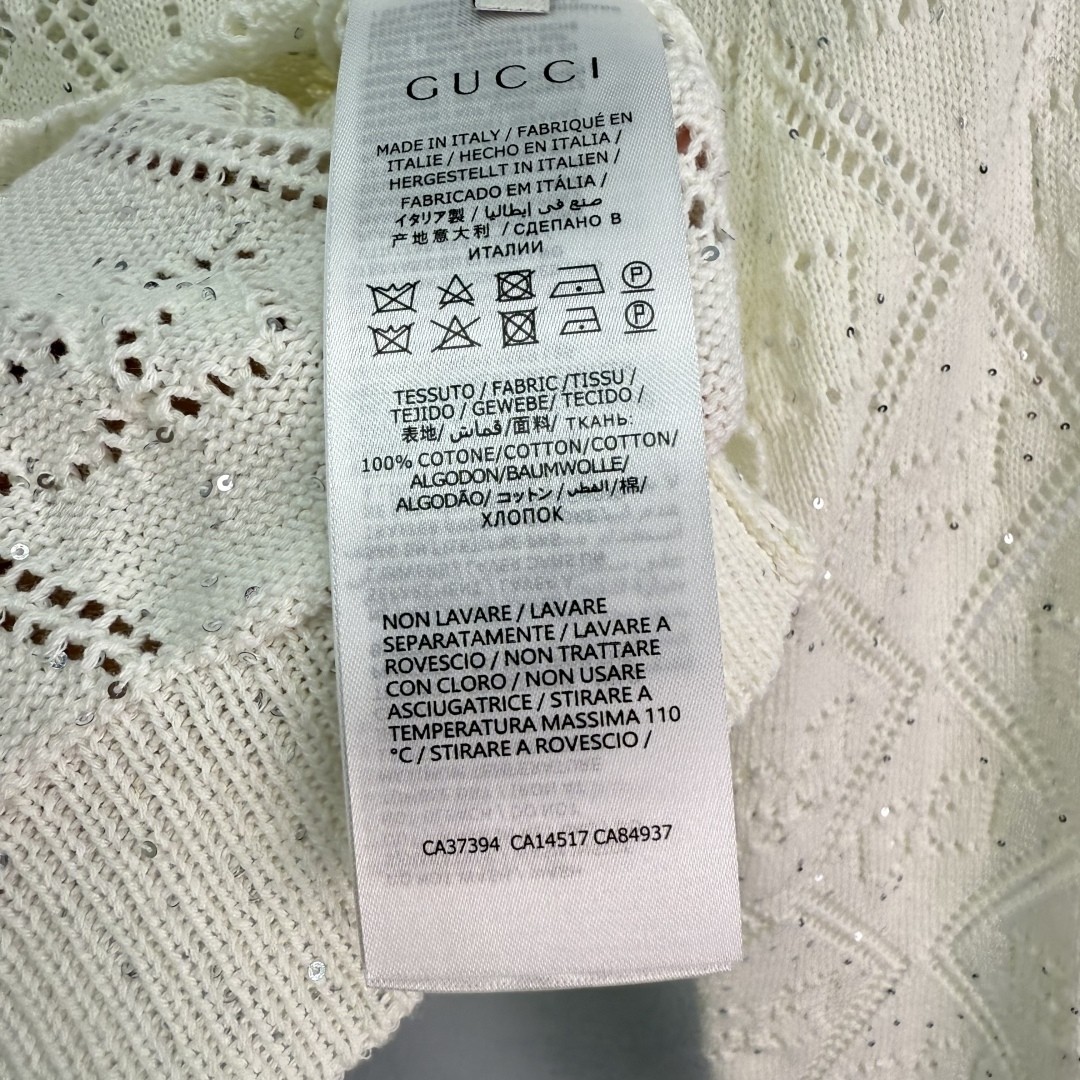 GUCCI
MADE IN ITALY / FABRIQUÉ EN
ITALIE / HECHO EN ITALIA /
HERGESTELLT IN ITALIEN /
FABRICADO EM ITÁLIA /
イタリア製 / صنع في إيطاليا /
产地意大利 / СДЕЛАНО В
ИТАЛИИ
P
P
TESSUTO / FABRIC /TISSU /
TEJIDO / GEWEBE/ TECIDO /
表地/ قماش /面料/ ТКАНЬ:
100% COTONE/COTTON/COTTON/
ALGODON/BAUMWOLLE/
ALGODÃO/ コットン / القطن /棉/
ХЛОПОК
NON LAVARE / LAVARE
SEPARATAMENTE / LAVARE A
ROVESCIO / NON TRATTARE
CON CLORO / NON USARE
ASCIUGATRICE / STIRARE A
TEMPERATURA MASSIMA 110
°C / STIRARE A ROVESCIO /
CA37394 CA14517 CA84937